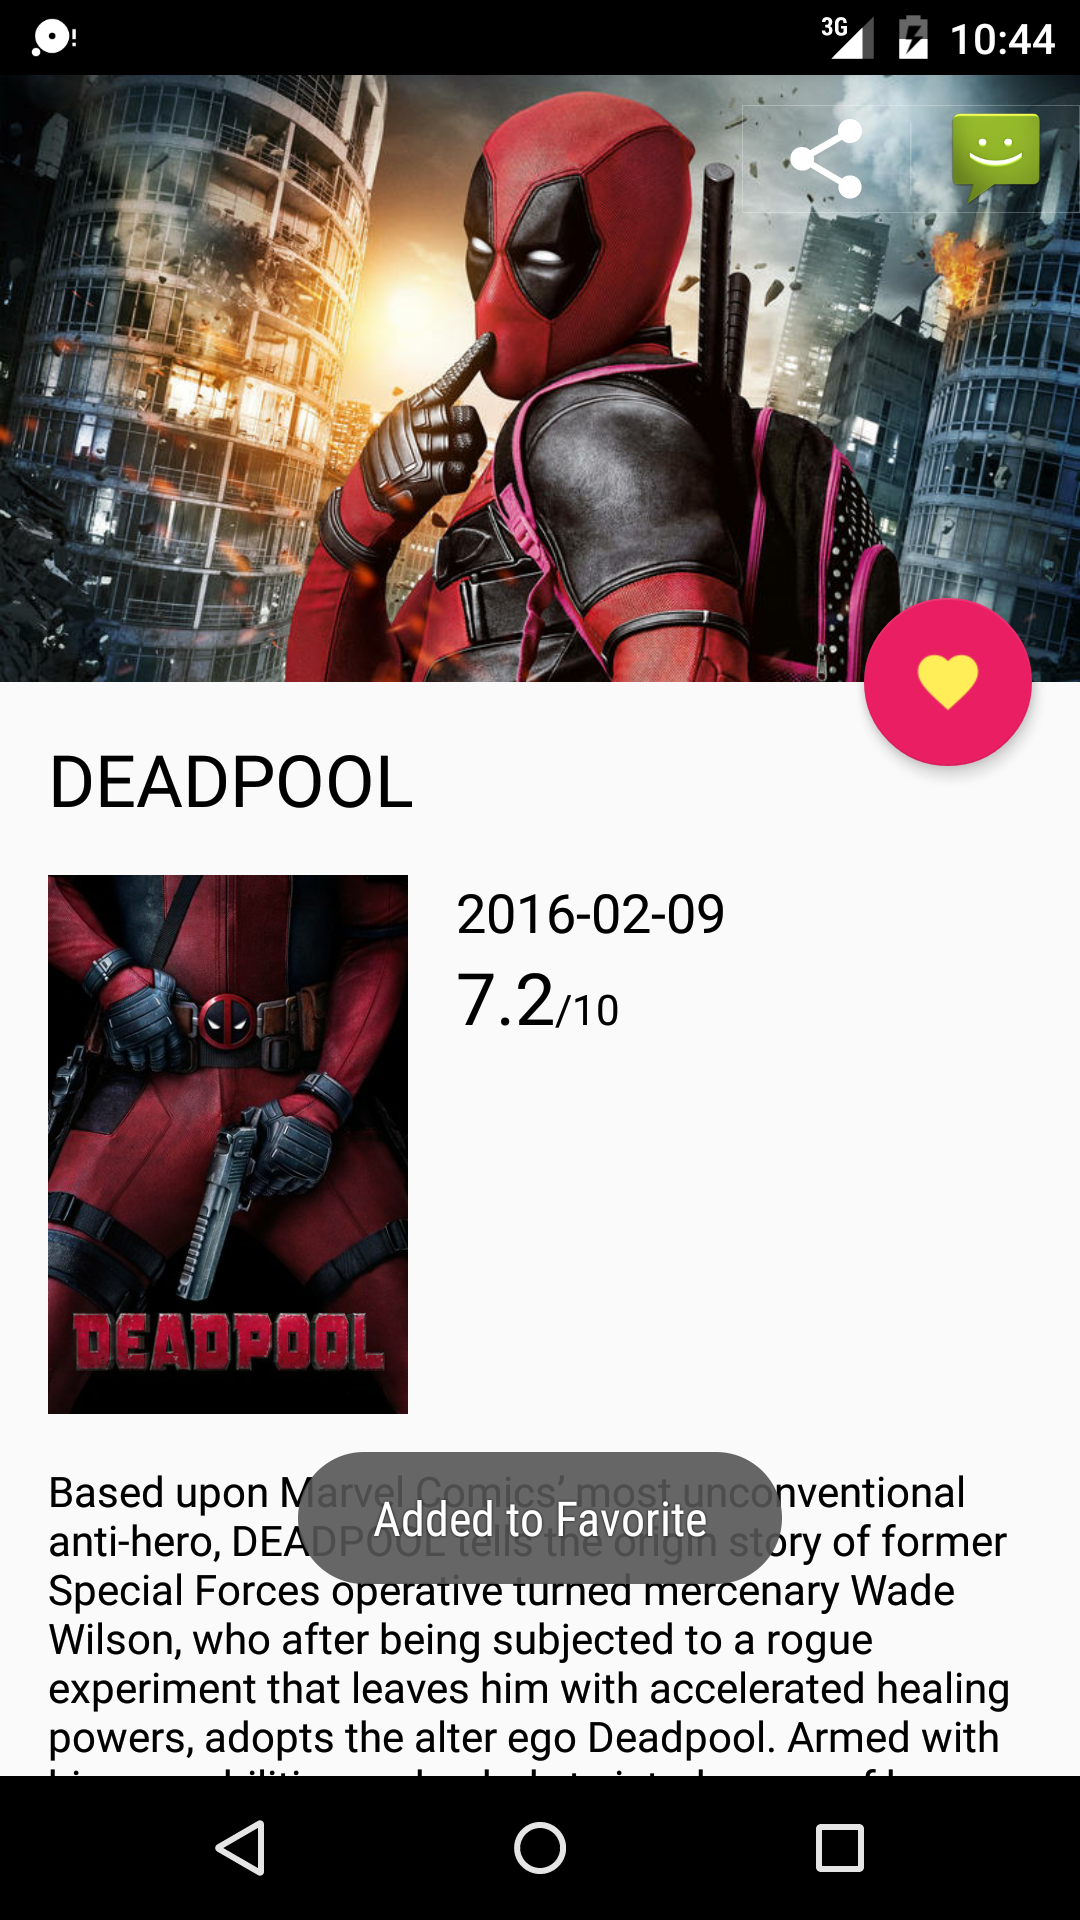 3G 10:44
DEADPOOL
2016-02-09
7.2/10
DEADPOOL
Based upon Marvel Comics’ most unconventional
Added to Favorite
anti-hero, DEADPOOL tells the origin story of former
Special Forces operative turned mercenary Wade
Wilson, who after being subjected to a rogue
experiment that leaves him with accelerated healing
powers, adopts the alter ego Deadpool. Armed with